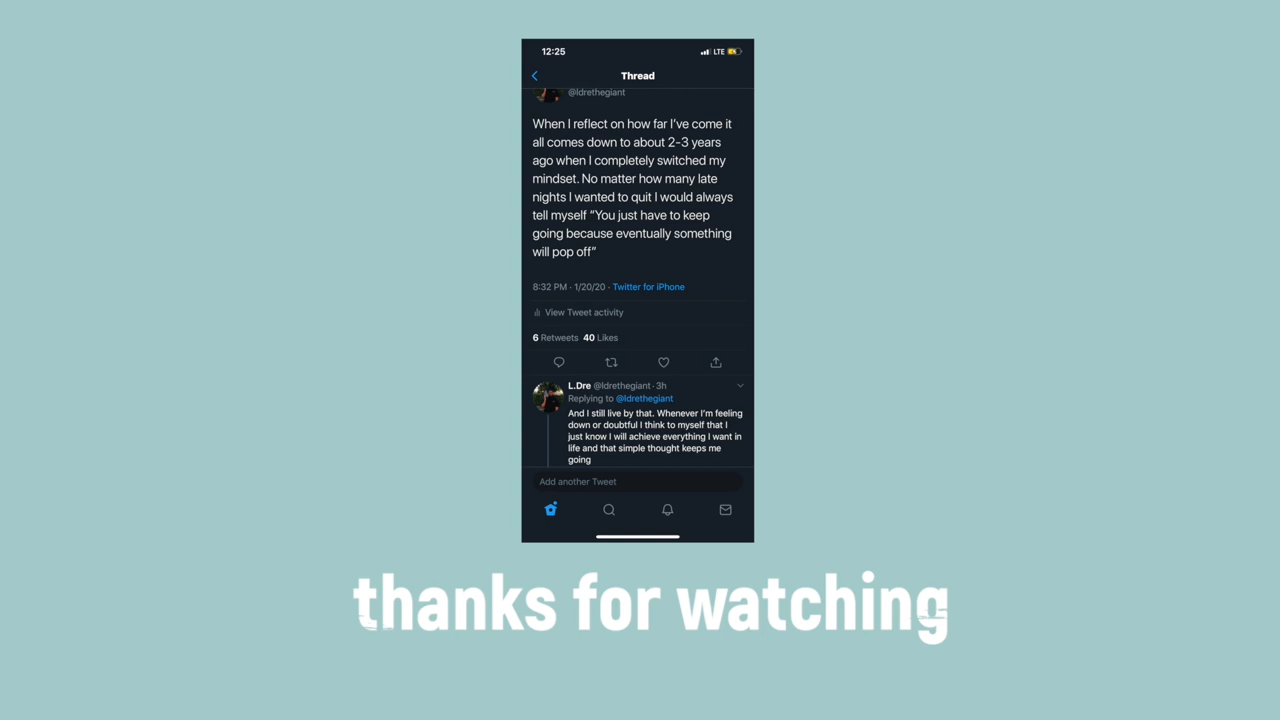 12:25
LTE
Thread
@ldrethegiant
When I reflect on how far I've come it
all comes down to about 2-3 years
ago when I completely switched my
mindset. No matter how many late
nights I wanted to quit I would always
tell myself "You just have to keep
going because eventually something
will pop off"
8:32 PM · 1/20/20 · Twitter for iPhone
View Tweet activity
6 Retweets 40 Likes
L.Dre @ldrethegiant · 3h
Replying to @ldrethegiant
And I still live by that. Whenever I'm feeling
down or doubtful I think to myself that I
just know I will achieve everything I want in
life and that simple thought keeps me
going
Add another Tweet
thanks for watching